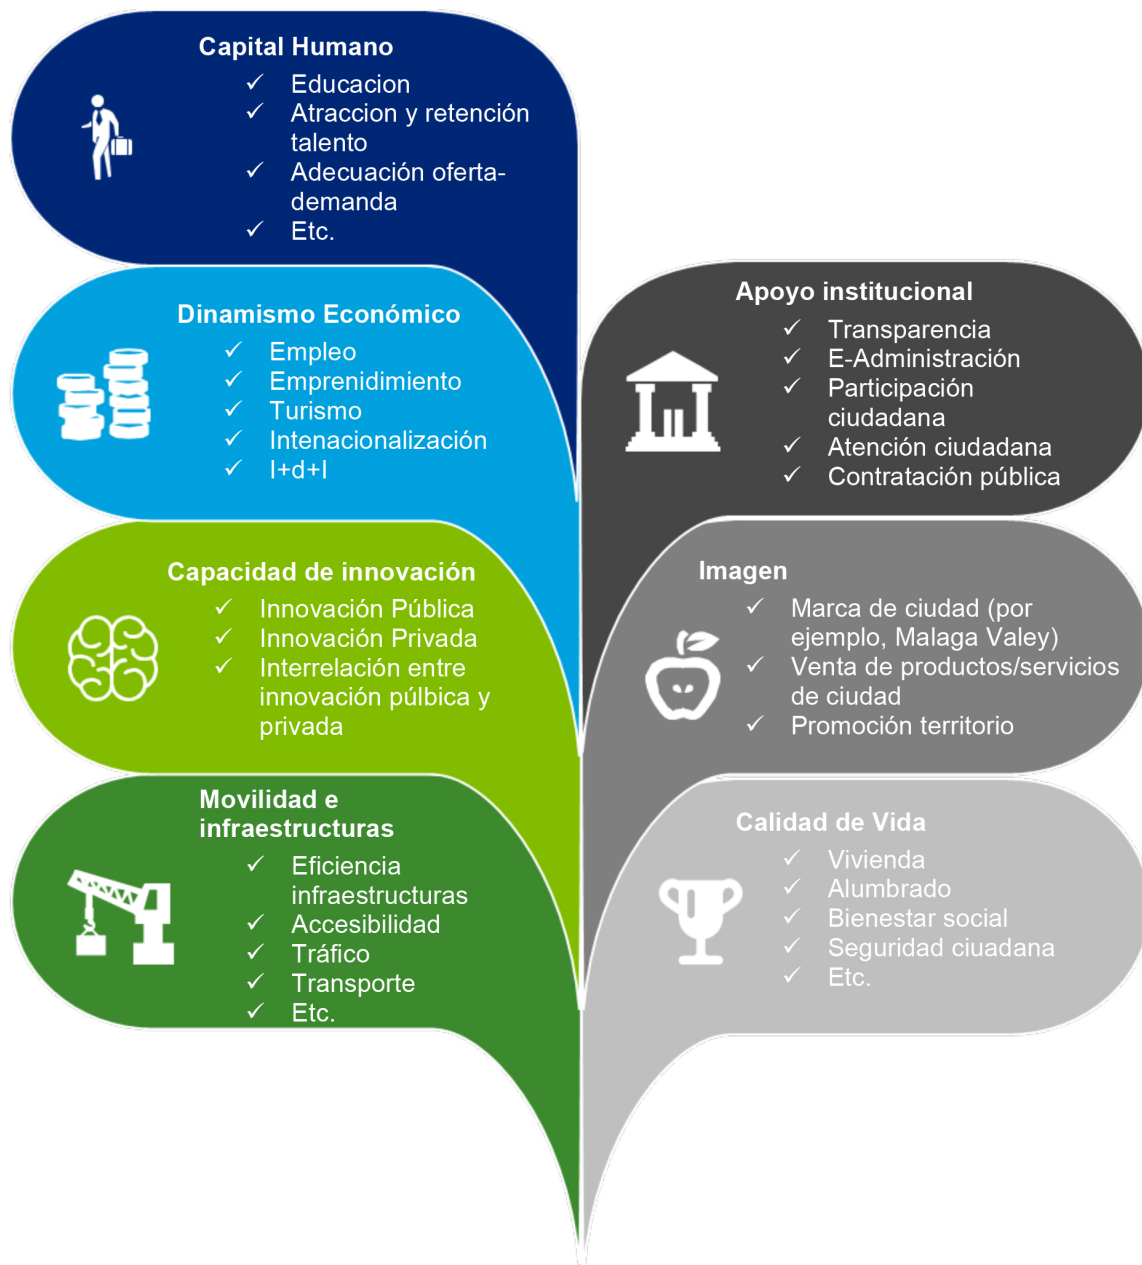 Capital Humano
✓ Educacion
✓ Atraccion y retención
talento
✓ Adecuación oferta-
demanda
✓ Etc.
Dinamismo Económico
✓ Empleo
✓ Emprenidimiento
✓ Turismo
✓ Intenacionalización
✓ I+d+I
Capacidad de innovación
✓ Innovación Pública
✓ Innovación Privada
✓ Interrelación entre
innovación púlbica y
privada
Movilidad e
infraestructuras
✓ Eficiencia
infraestructuras
✓ Accesibilidad
✓ Tráfico
✓ Transporte
✓ Etc.
Apoyo institucional
✓ Transparencia
✓ E-Administración
✓ Participación
ciudadana
✓ Atención ciudadana
✓ Contratación pública
Imagen
✓ Marca de ciudad (por
ejemplo, Malaga Valey)
✓ Venta de productos/servicios
de ciudad
✓ Promoción territorio
Calidad de Vida
✓ Vivienda
✓ Alumbrado
✓ Bienestar social
✓ Seguridad ciuadana
✓ Etc.